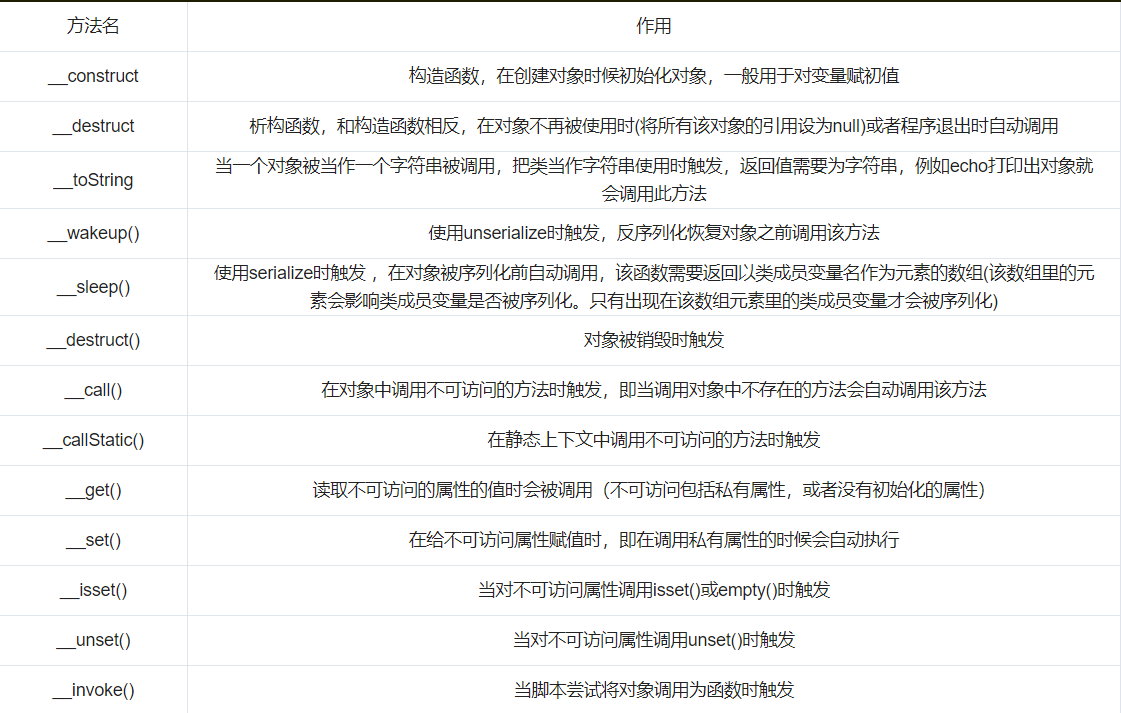 方法名 作用
__construct 构造函数，在创建对象时候初始化对象，一般用于对变量赋初值
__destruct 析构函数，和构造函数相反，在对象不再被使用时(将所有该对象的引用设为null)或者程序退出时自动调用
__toString 当一个对象被当作一个字符串被调用，把类当作字符串使用时触发，返回值需要为字符串，例如echo打印出对象就
会调用此方法
__wakeup() 使用unserialize时触发，反序列化恢复对象之前调用该方法
__sleep() 使用serialize时触发 ，在对象被序列化前自动调用，该函数需要返回以类成员变量名作为元素的数组(该数组里的元
素会影响类成员变量是否被序列化。只有出现在该数组元素里的类成员变量才会被序列化)
__destruct() 对象被销毁时触发
__call() 在对象中调用不可访问的方法时触发，即当调用对象中不存在的方法会自动调用该方法
__callStatic() 在静态上下文中调用不可访问的方法时触发
__get() 读取不可访问的属性的值时会被调用（不可访问包括私有属性，或者没有初始化的属性）
__set() 在给不可访问属性赋值时，即在调用私有属性的时候会自动执行
__isset() 当对不可访问属性调用isset()或empty()时触发
__unset() 当对不可访问属性调用unset()时触发
__invoke() 当脚本尝试将对象调用为函数时触发